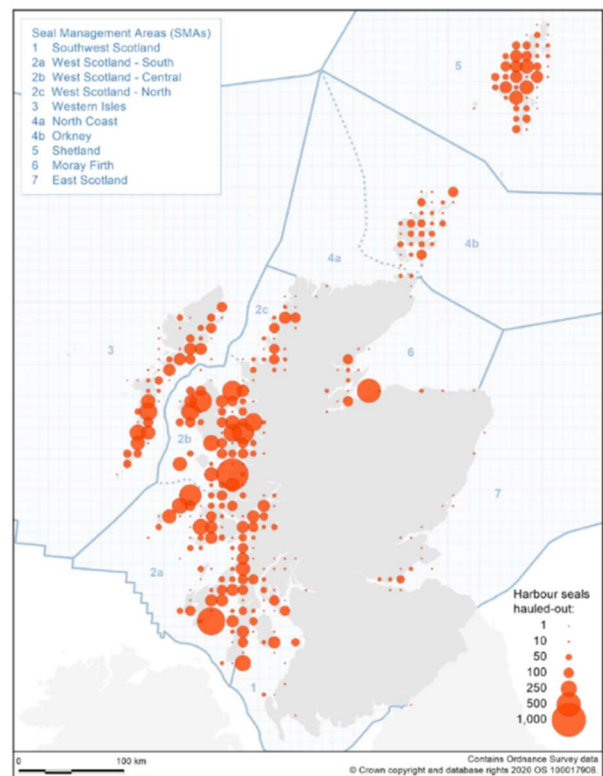 Seal Management Areas (SMAs)
1 Southwest Scotland
2a West Scotland - South
2b West Scotland - Central
2c West Scotland - North
3 Western Isles
4a North Coast
4b Orkney
5 Shetland
6 Moray Firth
7 East Scotland
5
4b
4a
2c
3
6
2b
7
2a
1
Harbour seals
hauled-out:
1
10
50
100
250
500
1,000
0 100 km
Contains Ordnance Survey data
© Crown copyright and database rights 2020 OS 100017908.